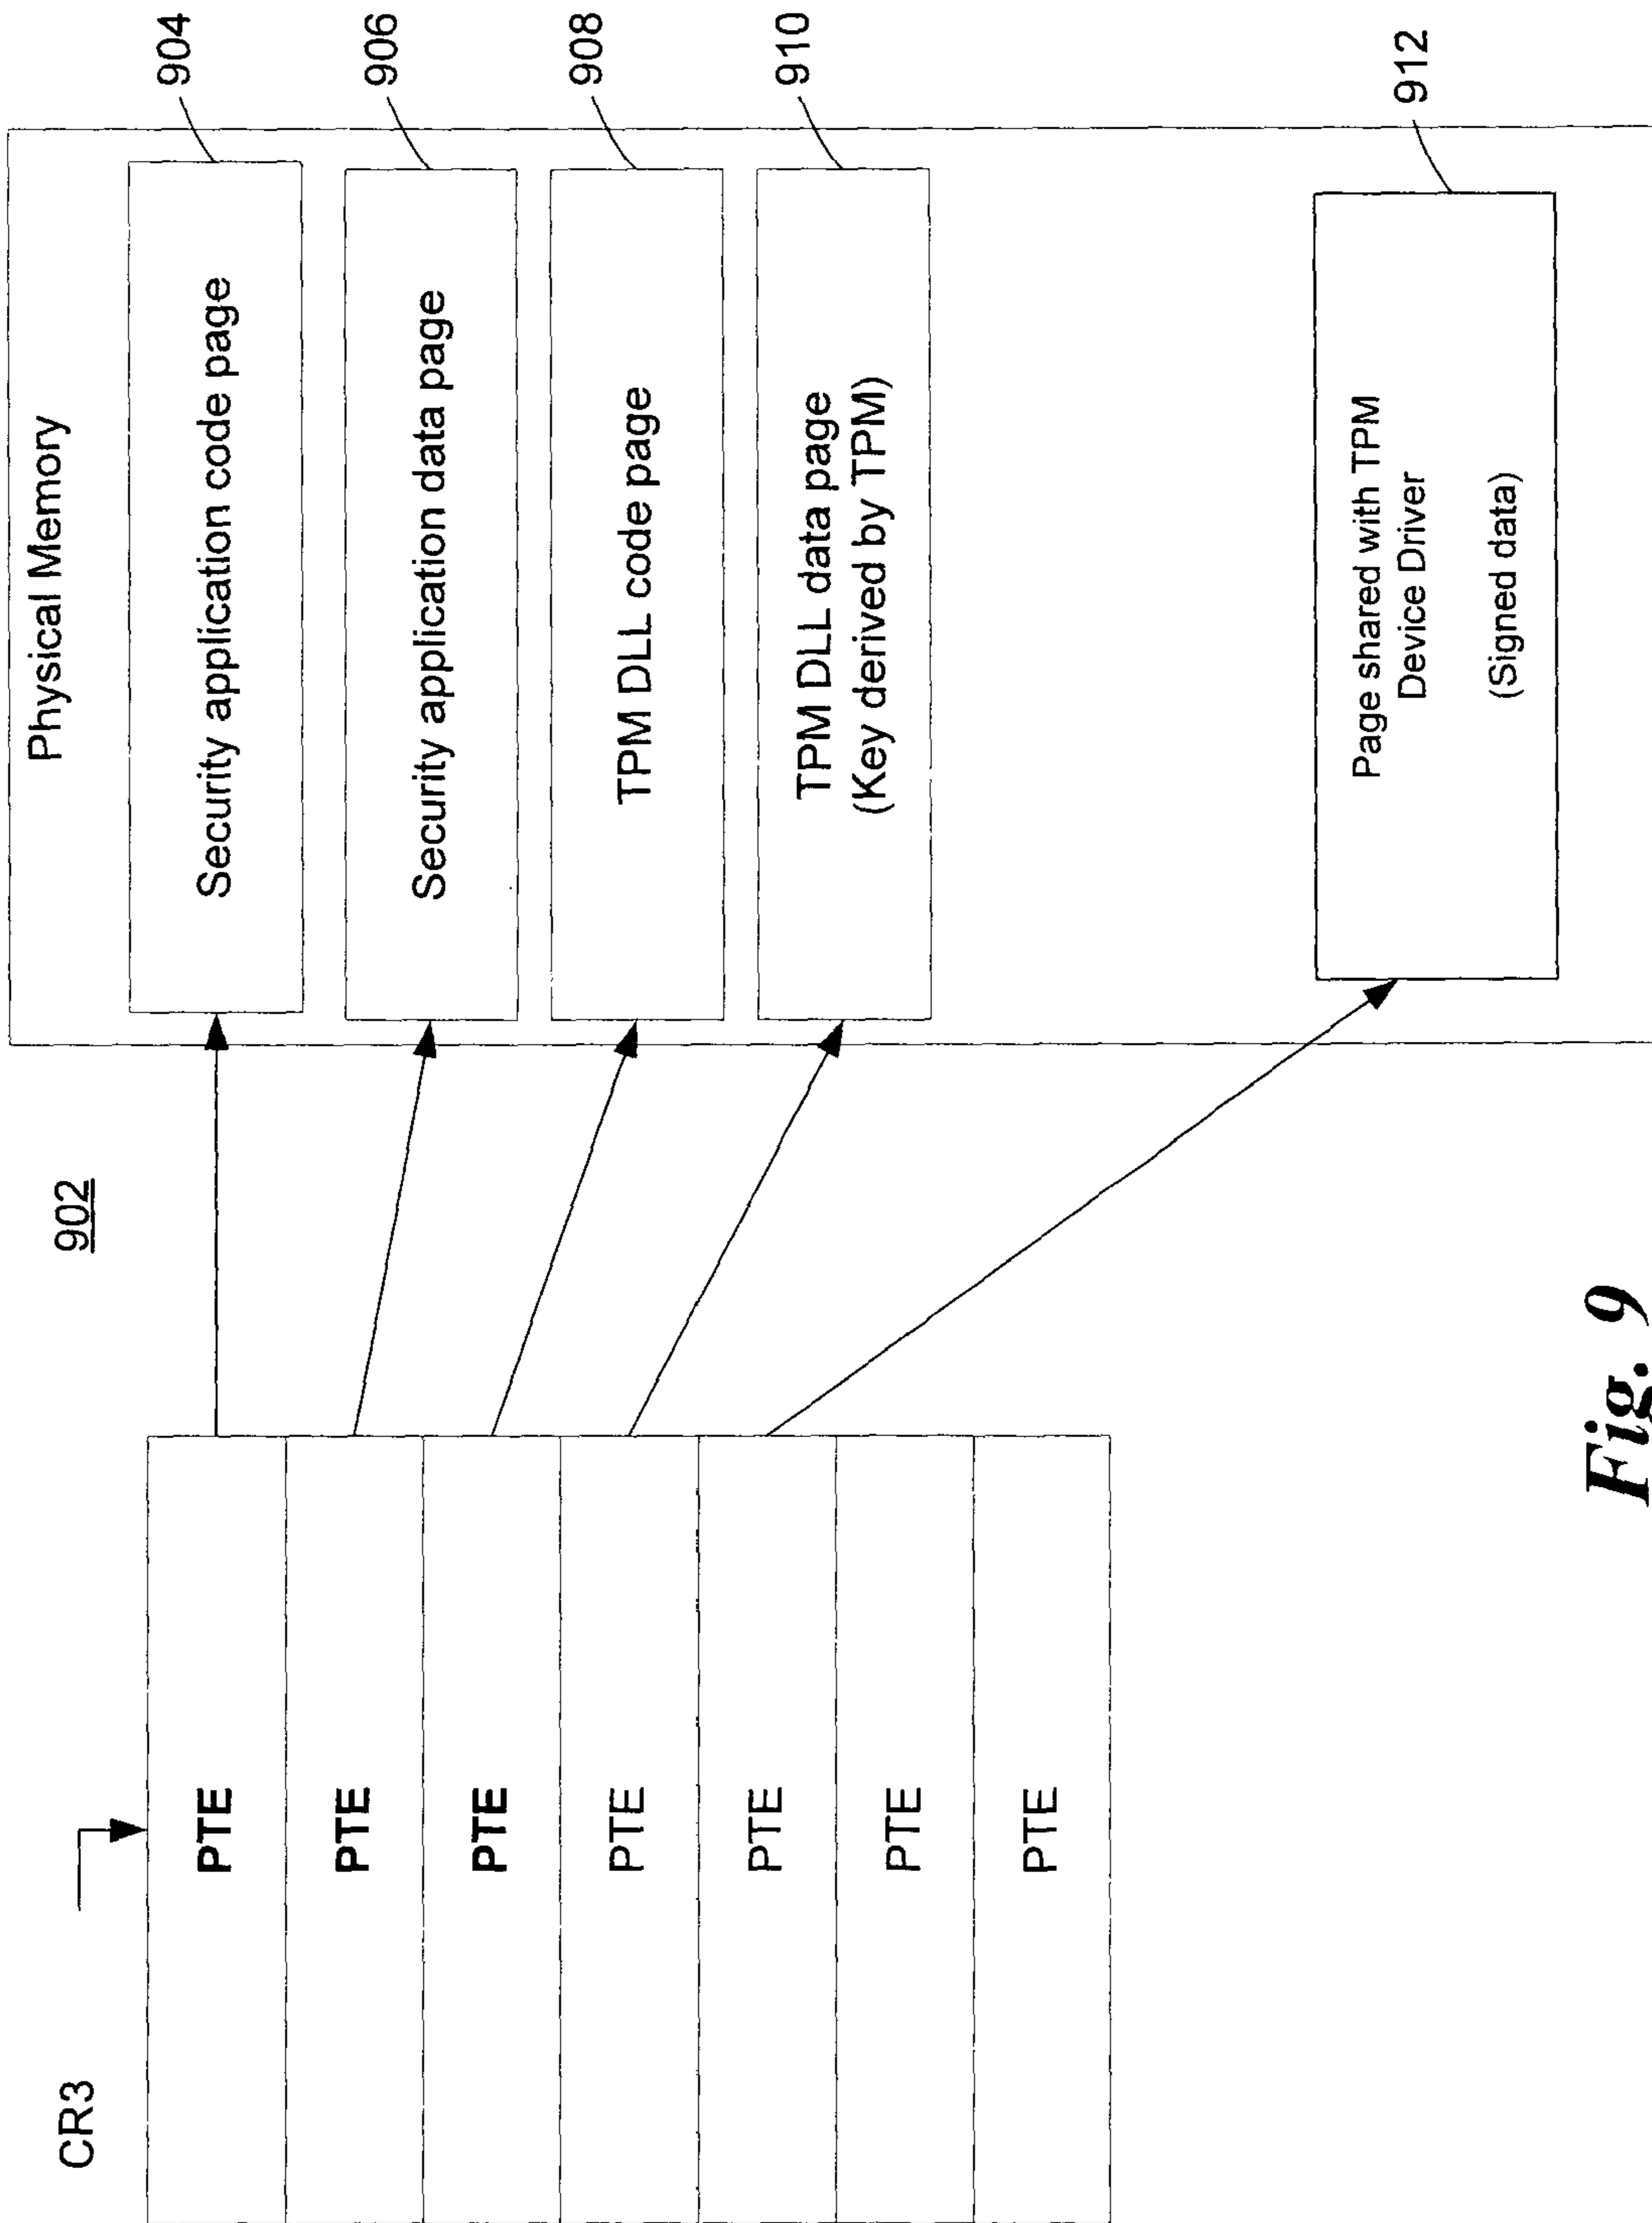 CR3
902
PTE
PTE
PTE
PTE
PTE
PTE
PTE
Physical Memory
Security application code page
904
Security application data page
906
TPM DLL code page
908
TPM DLL data page
(Key derived by TPM)
910
Page shared with TPM
Device Driver
(Signed data)
912
Fig. 9